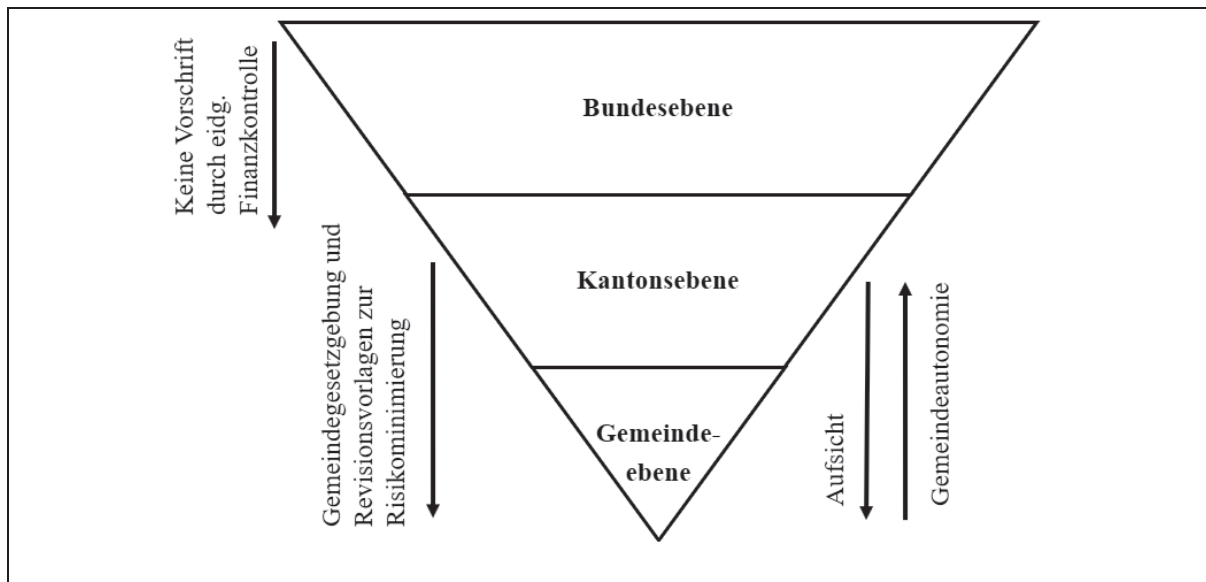 Keine Vorschrift
durch eidg.
Finanzkontrolle
Bundesebene
Gemeindegesetzgebung und
Revisionsvorlagen zur
Risikominimierung
Kantonsebene
Gemeinde-
ebene
Aufsicht
Gemeindeautonomie